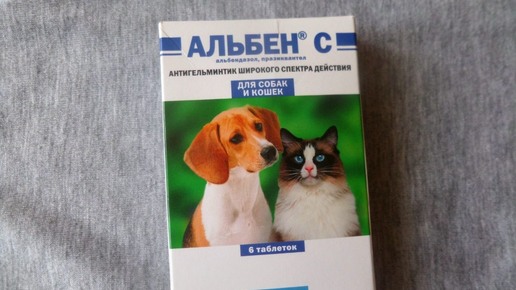 АЛЬБЕН® С
альбендазол, празиквантел
АНТИГЕЛЬМИНТИК ШИРОКОГО СПЕКТРА ДЕЙСТВИЯ
ДЛЯ СОБАК
И КОШЕК
6 таблеток